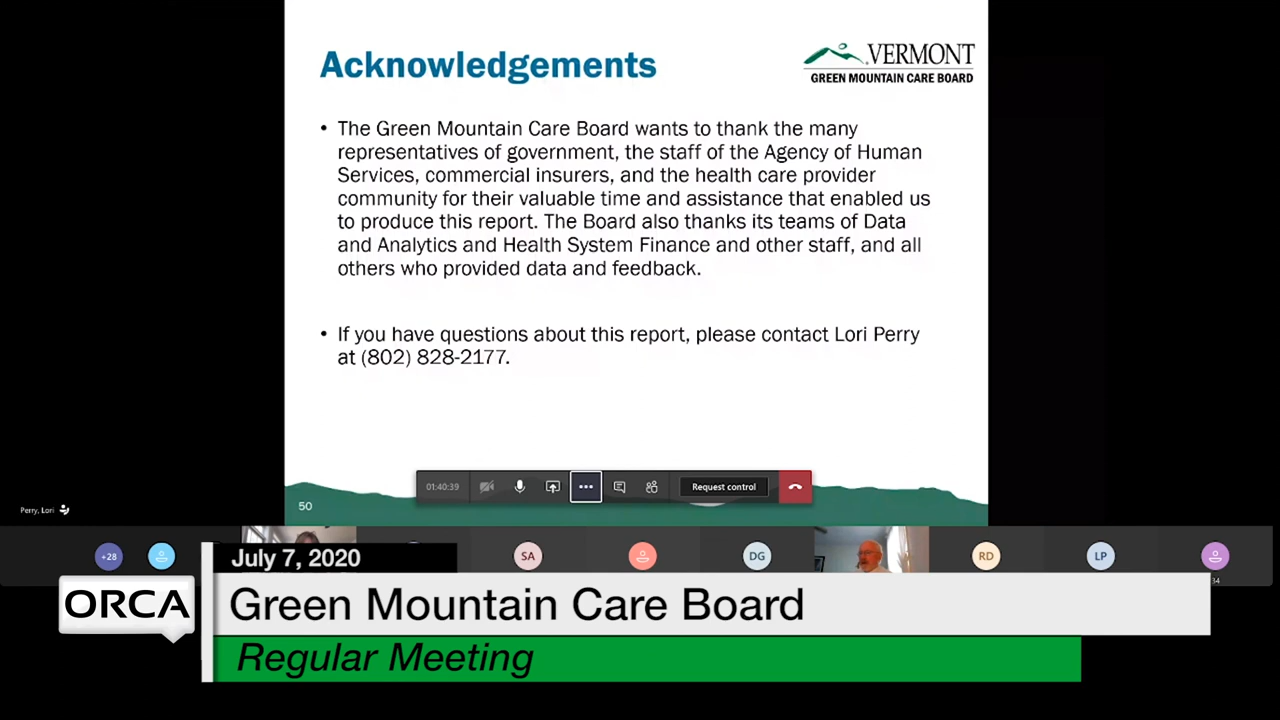 Acknowledgements
VERMONT
GREEN MOUNTAIN CARE BOARD
• The Green Mountain Care Board wants to thank the many
representatives of government, the staff of the Agency of Human
Services, commercial insurers, and the health care provider
community for their valuable time and assistance that enabled us
to produce this report. The Board also thanks its teams of Data
and Analytics and Health System Finance and other staff, and all
others who provided data and feedback.
• If you have questions about this report, please contact Lori Perry
at (802) 828-2177.
01:40:39
Request control
50
Perry, Lori
+28
SA
DG
RD
LP
34
July 7, 2020
ORCA
Green Mountain Care Board
Regular Meeting